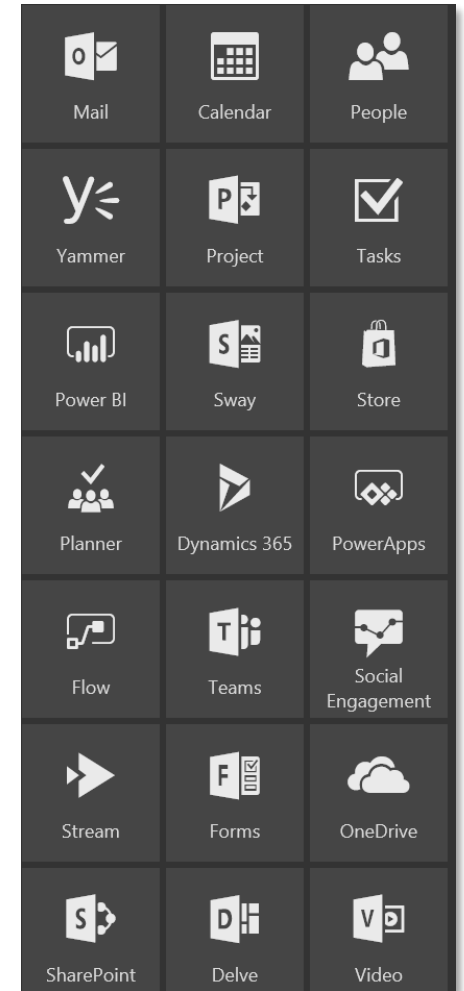 Mail Calendar People
Yammer Project Tasks
Power BI Sway Store
Planner Dynamics 365 PowerApps
Flow Teams Social
Engagement
Stream Forms OneDrive
SharePoint Delve Video